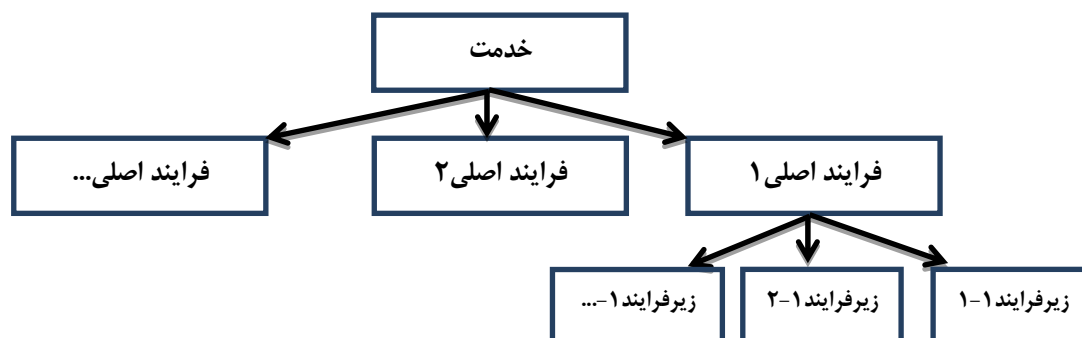 خدمت
فرایند اصلی۱
فرایند اصلی۲
فرایند اصلی...
زیرفرایند۱-۱
زیرفرایند۱-۲
زیرفرایند۱-...